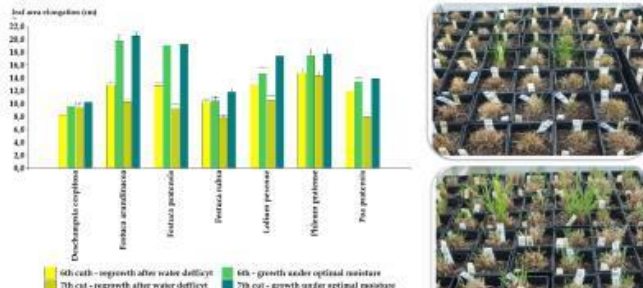 leaf area elongation (cm)
22,0
20,0
18,0
16,0
14,0
12,0
10,0
8,0
6,0
4,0
2,0
0,0
Deschampsia cespitosa
Festuca arundinacea
Festuca pratensis
Festuca rubra
Lolium perenne
Phleum pratense
Poa pratensis
6th cuth - regrowth after water defficyt
6th - growth under optimal moisture
7th cut - regrowth after water defficyt
7th cut - growth under optimal moisture